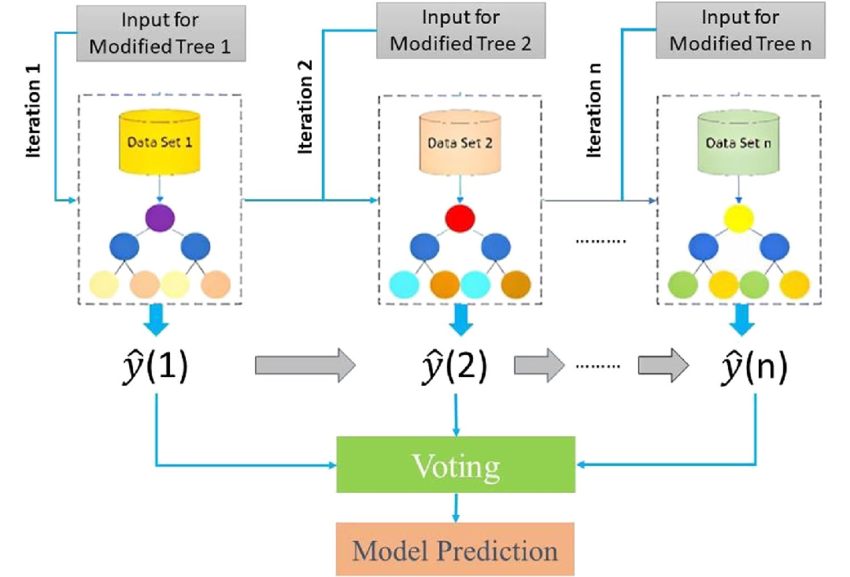 Input for
Modified Tree 1
Input for
Modified Tree 2
Input for
Modified Tree n
Iteration 1
Iteration 2
Iteration n
Data Set 1
Data Set 2
Data Set n
..........
ŷ(1)
ŷ(2)
.........
ŷ(n)
Voting
Model Prediction